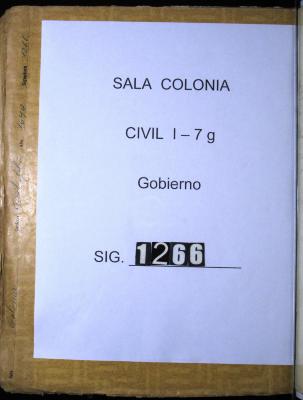 SALA COLONIA
CIVIL I – 7 g
Gobierno
SIG. 1266